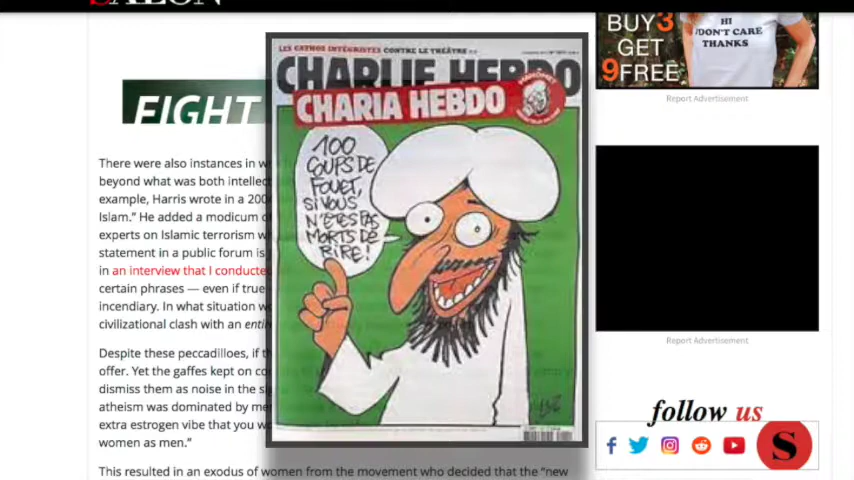 SALON
BUY3
GET
9FREE
HI
I DON'T CARE
THANKS
Report Advertisement
LES CATHOS INTÉGRISTES CONTRE LE THÉÂTRE
CHARLIE HEBDO
CHARIA HEBDO
MAHOMET
100
COUPS DE
FOUET,
SI VOUS
N'ÊTES PAS
MORTS DE
RIRE!
FIGHT
There were also instances in
beyond what was both intellect
example, Harris wrote in a 200
Islam." He added a modicum
experts on Islamic terrorism
statement in a public forum is
in an interview that I conducted
certain phrases — even if true
incendiary. In what situation
civilizational clash with an
Despite these peccadilloes, if
offer. Yet the gaffes kept on
dismiss them as noise in the
atheism was dominated by
extra estrogen vibe that you
women as men."
This resulted in an exodus of women from the movement who decided that the "new
Report Advertisement
follow us
S